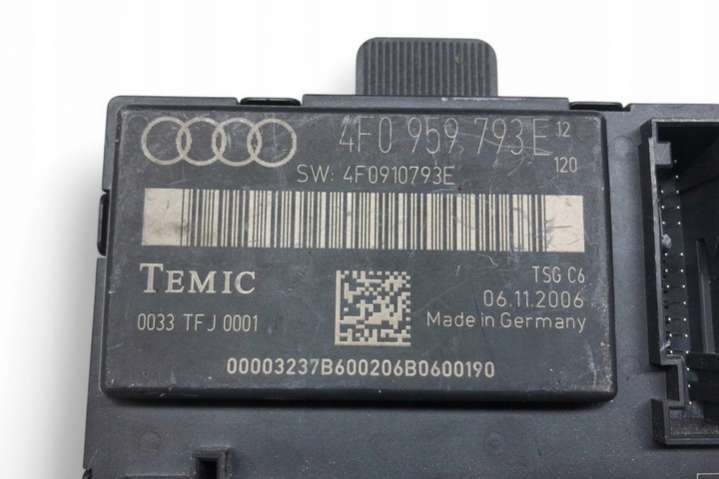 4F0 959 793 E 12
120
SW: 4F0910793E
TEMIC
TSG C6
06.11.2006
0033 TFJ 0001
Made in Germany
00003237B600206B0600190